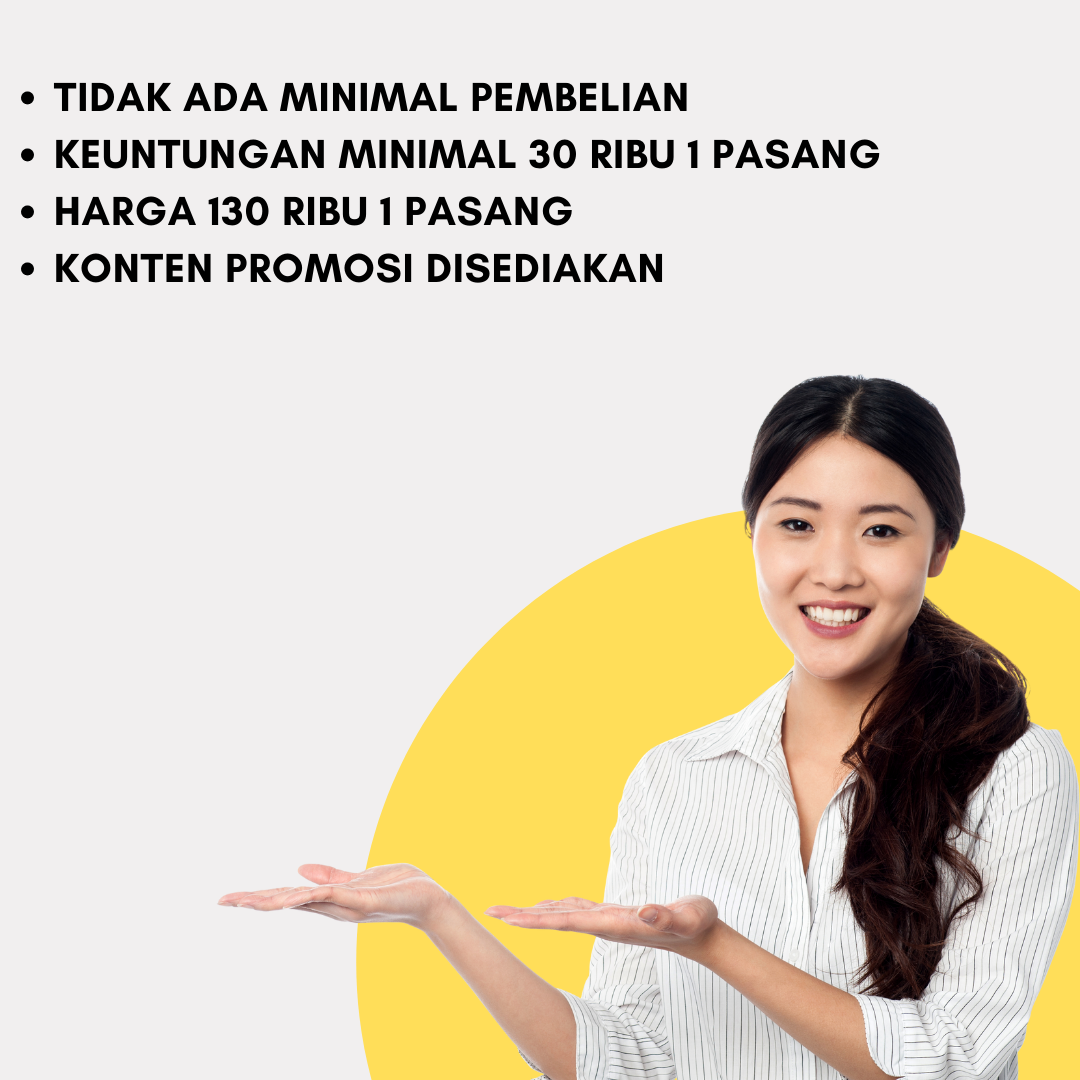 • TIDAK ADA MINIMAL PEMBELIAN
• KEUNTUNGAN MINIMAL 30 RIBU 1 PASANG
• HARGA 130 RIBU 1 PASANG
• KONTEN PROMOSI DISEDIAKAN